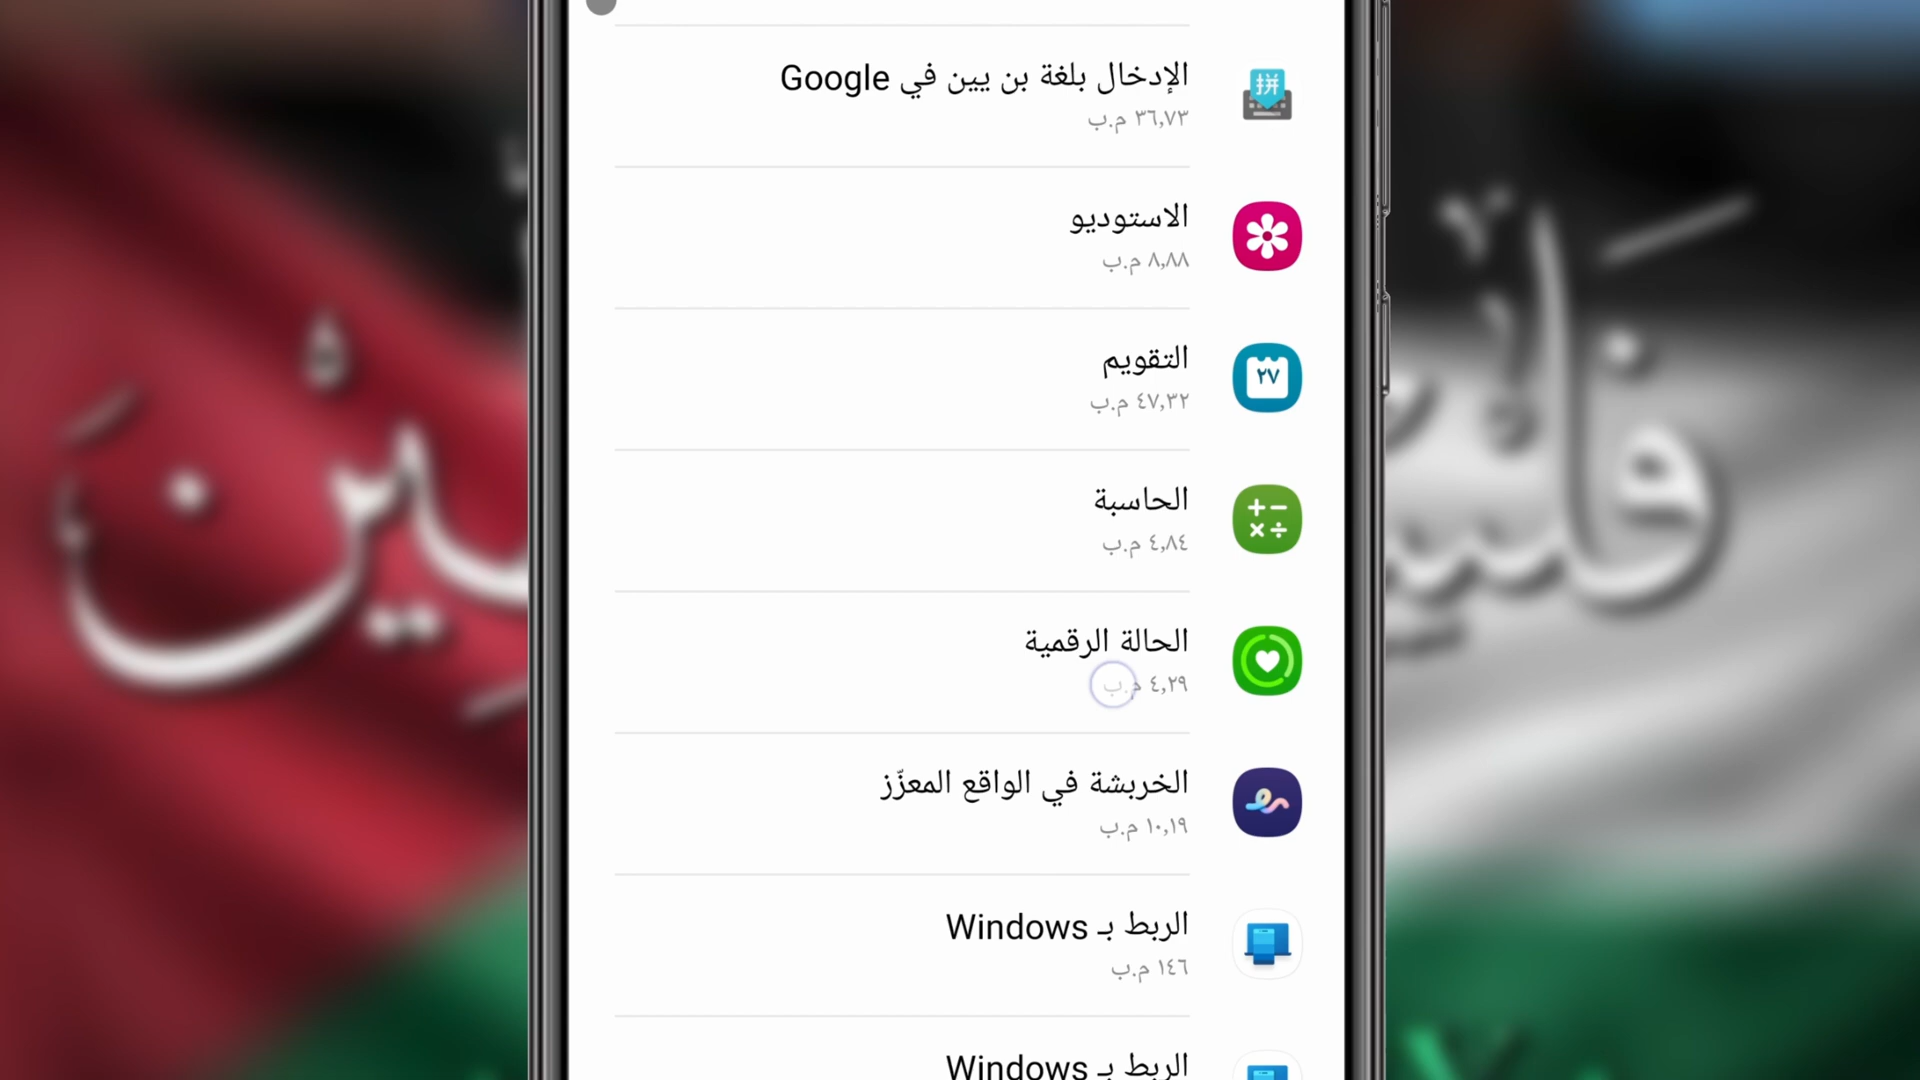 الإدخال بلغة بن يين في Google
٣٦,٧٣ م.ب
الاستوديو
٨,٨٨ م.ب
التقويم
٢٧
٤٧,٣٢ م.ب
الحاسبة
٤,٨٤ م.ب
الحالة الرقمية
٤,٢٩ م.ب
الخربشة في الواقع المعزّز
١٠,١٩ م.ب
الربط بـ Windows
١٤٦ م.ب
الربط بـ Windows
拼